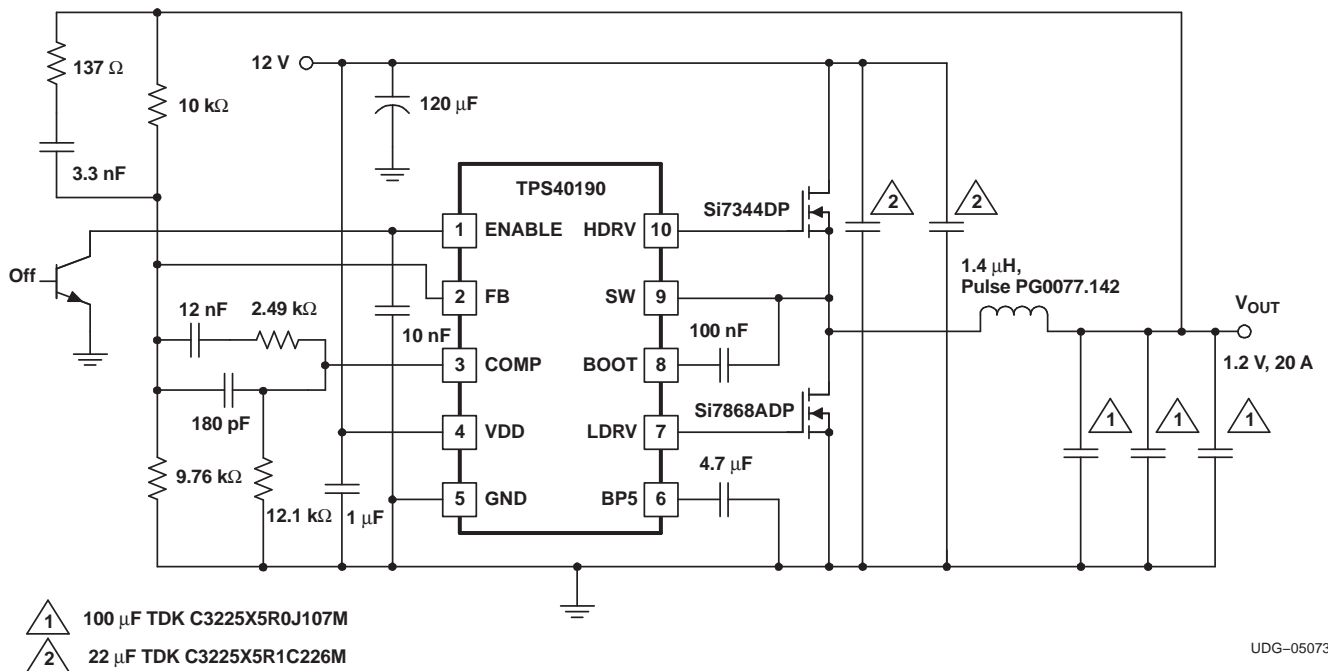 137 Ω
10 kΩ
3.3 nF
12 V
120 μF
TPS40190
1 ENABLE HDRV 10
2 FB SW 9
3 COMP BOOT 8
4 VDD LDRV 7
5 GND BP5 6
Si7344DP
2
2
Off
12 nF
2.49 kΩ
10 nF
100 nF
1.4 μH,
Pulse PG0077.142
VOUT
1.2 V, 20 A
180 pF
Si7868ADP
1
1
1
9.76 kΩ
12.1 kΩ
1 μF
4.7 μF
1 100 μF TDK C3225X5R0J107M
2 22 μF TDK C3225X5R1C226M
UDG–05073